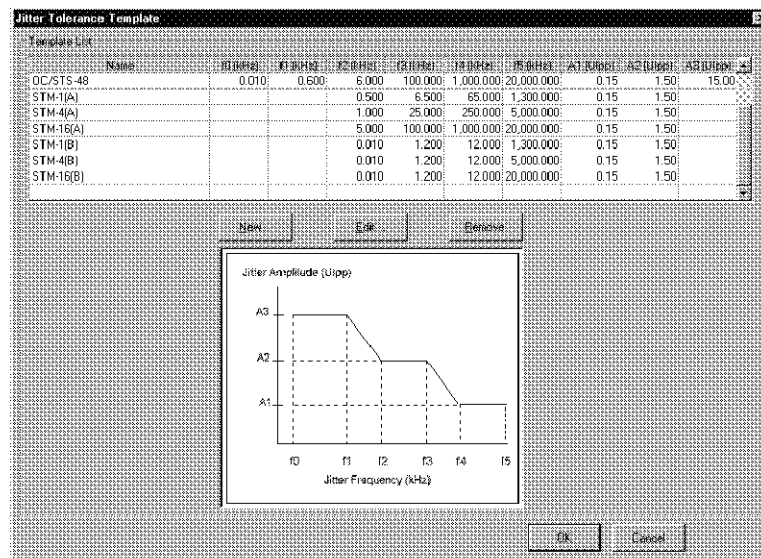 Jitter Tolerance Template
Template List
Name f0 (kHz) f1 (kHz) f2 (kHz) f3 (kHz) f4 (kHz) f5 (kHz) A1 (UIpp) A2 (UIpp) A3 (UIpp)
OC/STS-48 0.010 0.600 6.000 100.000 1,000.000 20,000.000 0.15 1.50 15.00
STM-1(A) 0.500 6.500 65.000 1,300.000 0.15 1.50
STM-4(A) 1.000 25.000 250.000 5,000.000 0.15 1.50
STM-16(A) 5.000 100.000 1,000.000 20,000.000 0.15 1.50
STM-1(B) 0.010 1.200 12.000 1,300.000 0.15 1.50
STM-4(B) 0.010 1.200 12.000 5,000.000 0.15 1.50
STM-16(B) 0.010 1.200 12.000 20,000.000 0.15 1.50
New Edit ... Remove
Jitter Amplitude (UIpp)
A3
A2
A1
f0 f1 f2 f3 f4 f5
Jitter Frequency (kHz)
OK Cancel